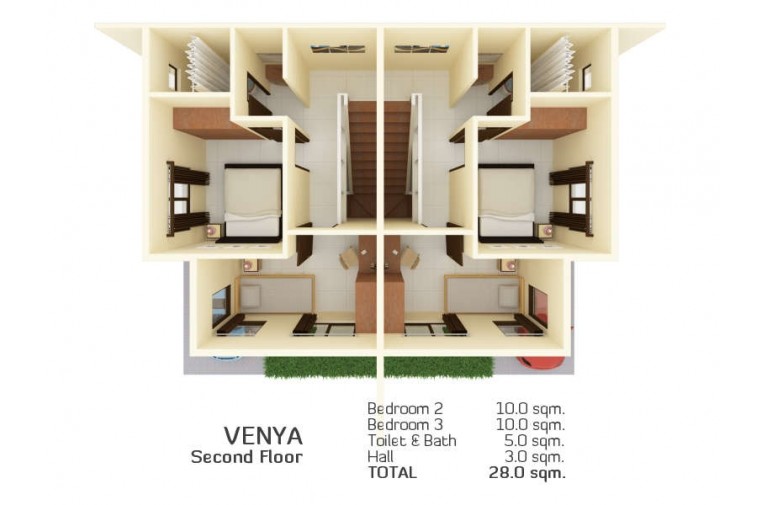 VENYA
Second Floor
Bedroom 2 10.0 sqm.
Bedroom 3 10.0 sqm.
Toilet & Bath 5.0 sqm.
Hall 3.0 sqm.
TOTAL 28.0 sqm.